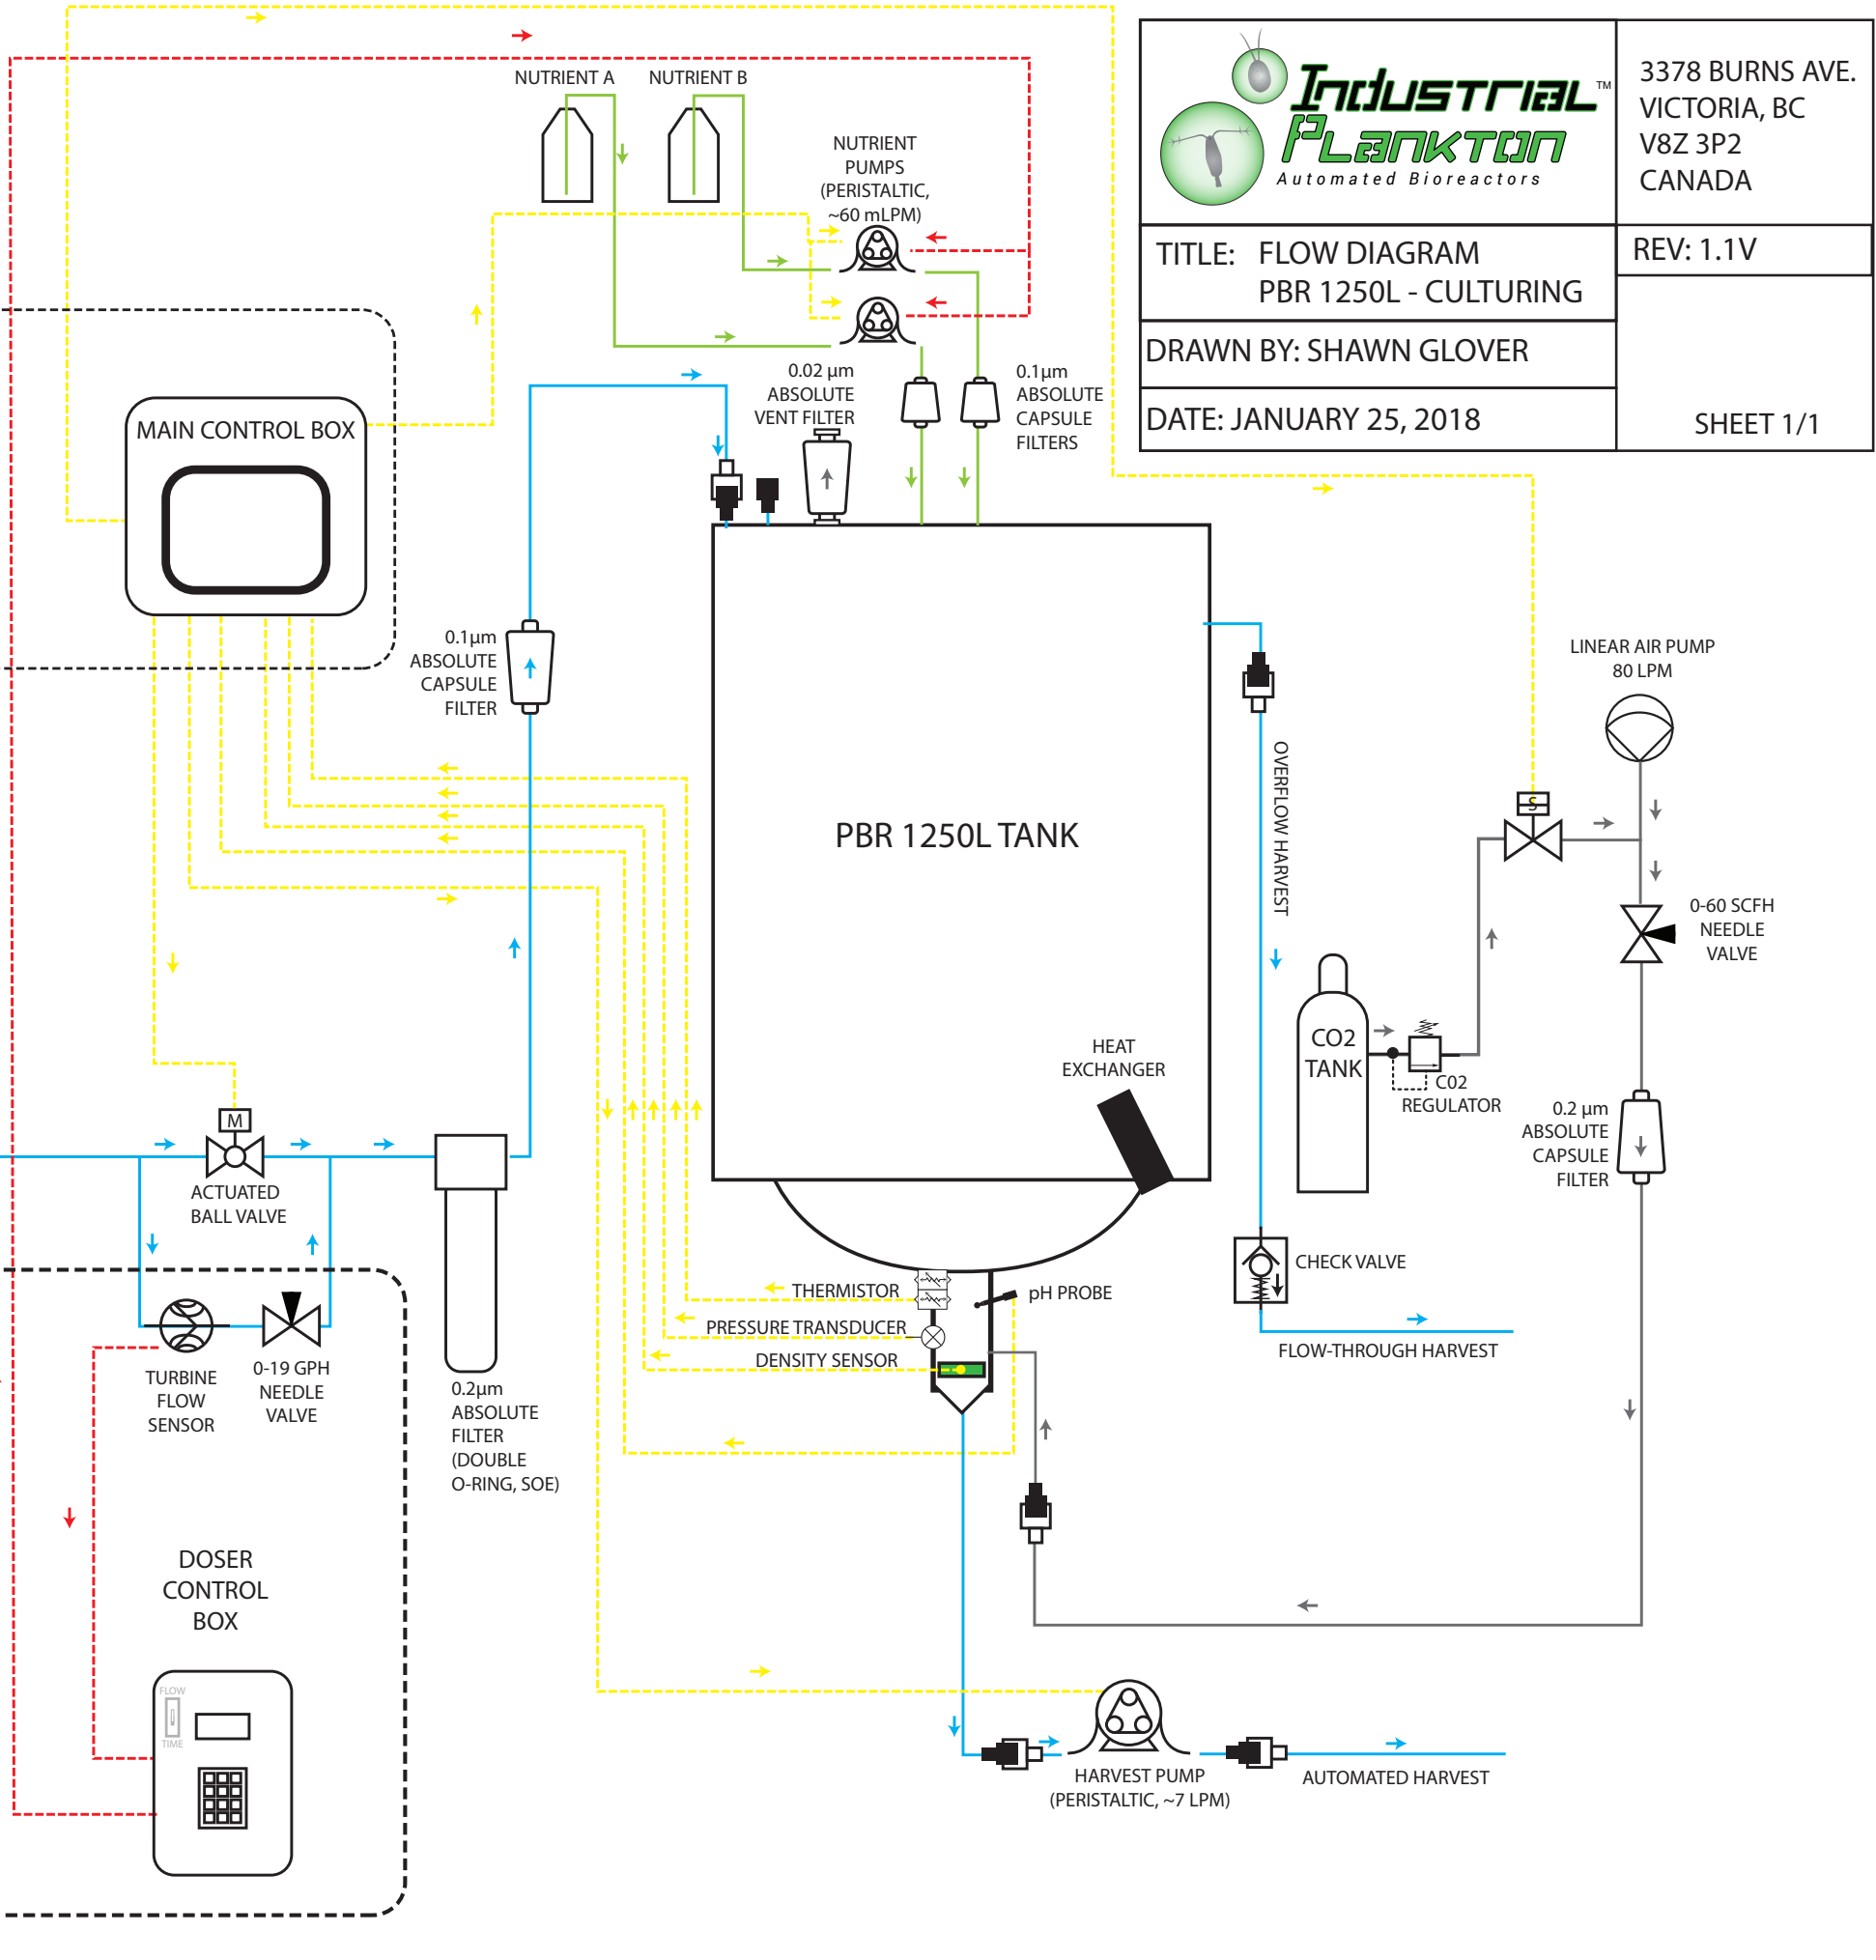 NUTRIENT A
NUTRIENT B
NUTRIENT
PUMPS
(PERISTALTIC,
~60 mLPM)
INDUSTRIAL ™
PLANKTON
Automated Bioreactors
3378 BURNS AVE.
VICTORIA, BC
V8Z 3P2
CANADA
TITLE: FLOW DIAGRAM
PBR 1250L - CULTURING
REV: 1.1V
DRAWN BY: SHAWN GLOVER
DATE: JANUARY 25, 2018
SHEET 1/1
MAIN CONTROL BOX
0.02 µm
ABSOLUTE
VENT FILTER
0.1µm
ABSOLUTE
CAPSULE
FILTERS
0.1µm
ABSOLUTE
CAPSULE
FILTER
LINEAR AIR PUMP
80 LPM
OVERFLOW HARVEST
PBR 1250L TANK
S
0-60 SCFH
NEEDLE
VALVE
HEAT
EXCHANGER
CO2
TANK
C02
REGULATOR
0.2 µm
ABSOLUTE
CAPSULE
FILTER
M
ACTUATED
BALL VALVE
CHECK VALVE
THERMISTOR
pH PROBE
PRESSURE TRANSDUCER
DENSITY SENSOR
FLOW-THROUGH HARVEST
TURBINE
FLOW
SENSOR
0-19 GPH
NEEDLE
VALVE
0.2µm
ABSOLUTE
FILTER
(DOUBLE
O-RING, SOE)
DOSER
CONTROL
BOX
FLOW
TIME
HARVEST PUMP
(PERISTALTIC, ~7 LPM)
AUTOMATED HARVEST